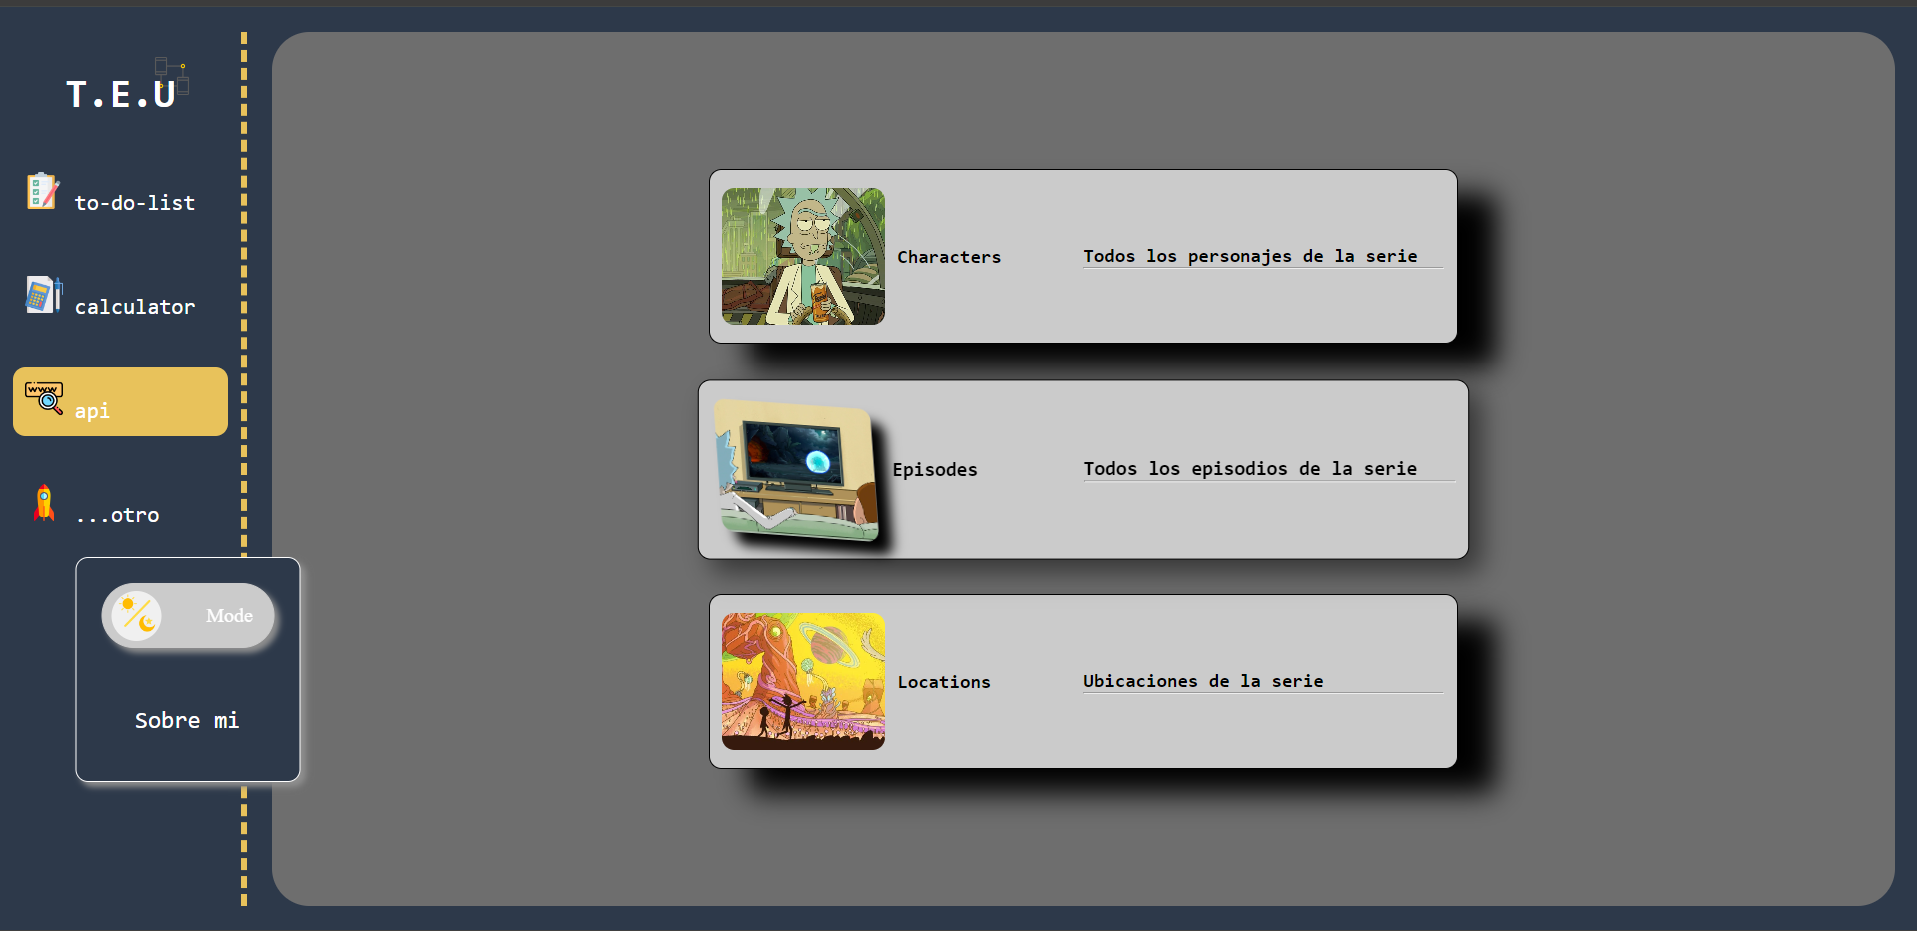 T.E.U
to-do-list
calculator
www
api
...otro
Mode
Sobre mi
Characters
Todos los personajes de la serie
Episodes
Todos los episodios de la serie
Locations
Ubicaciones de la serie